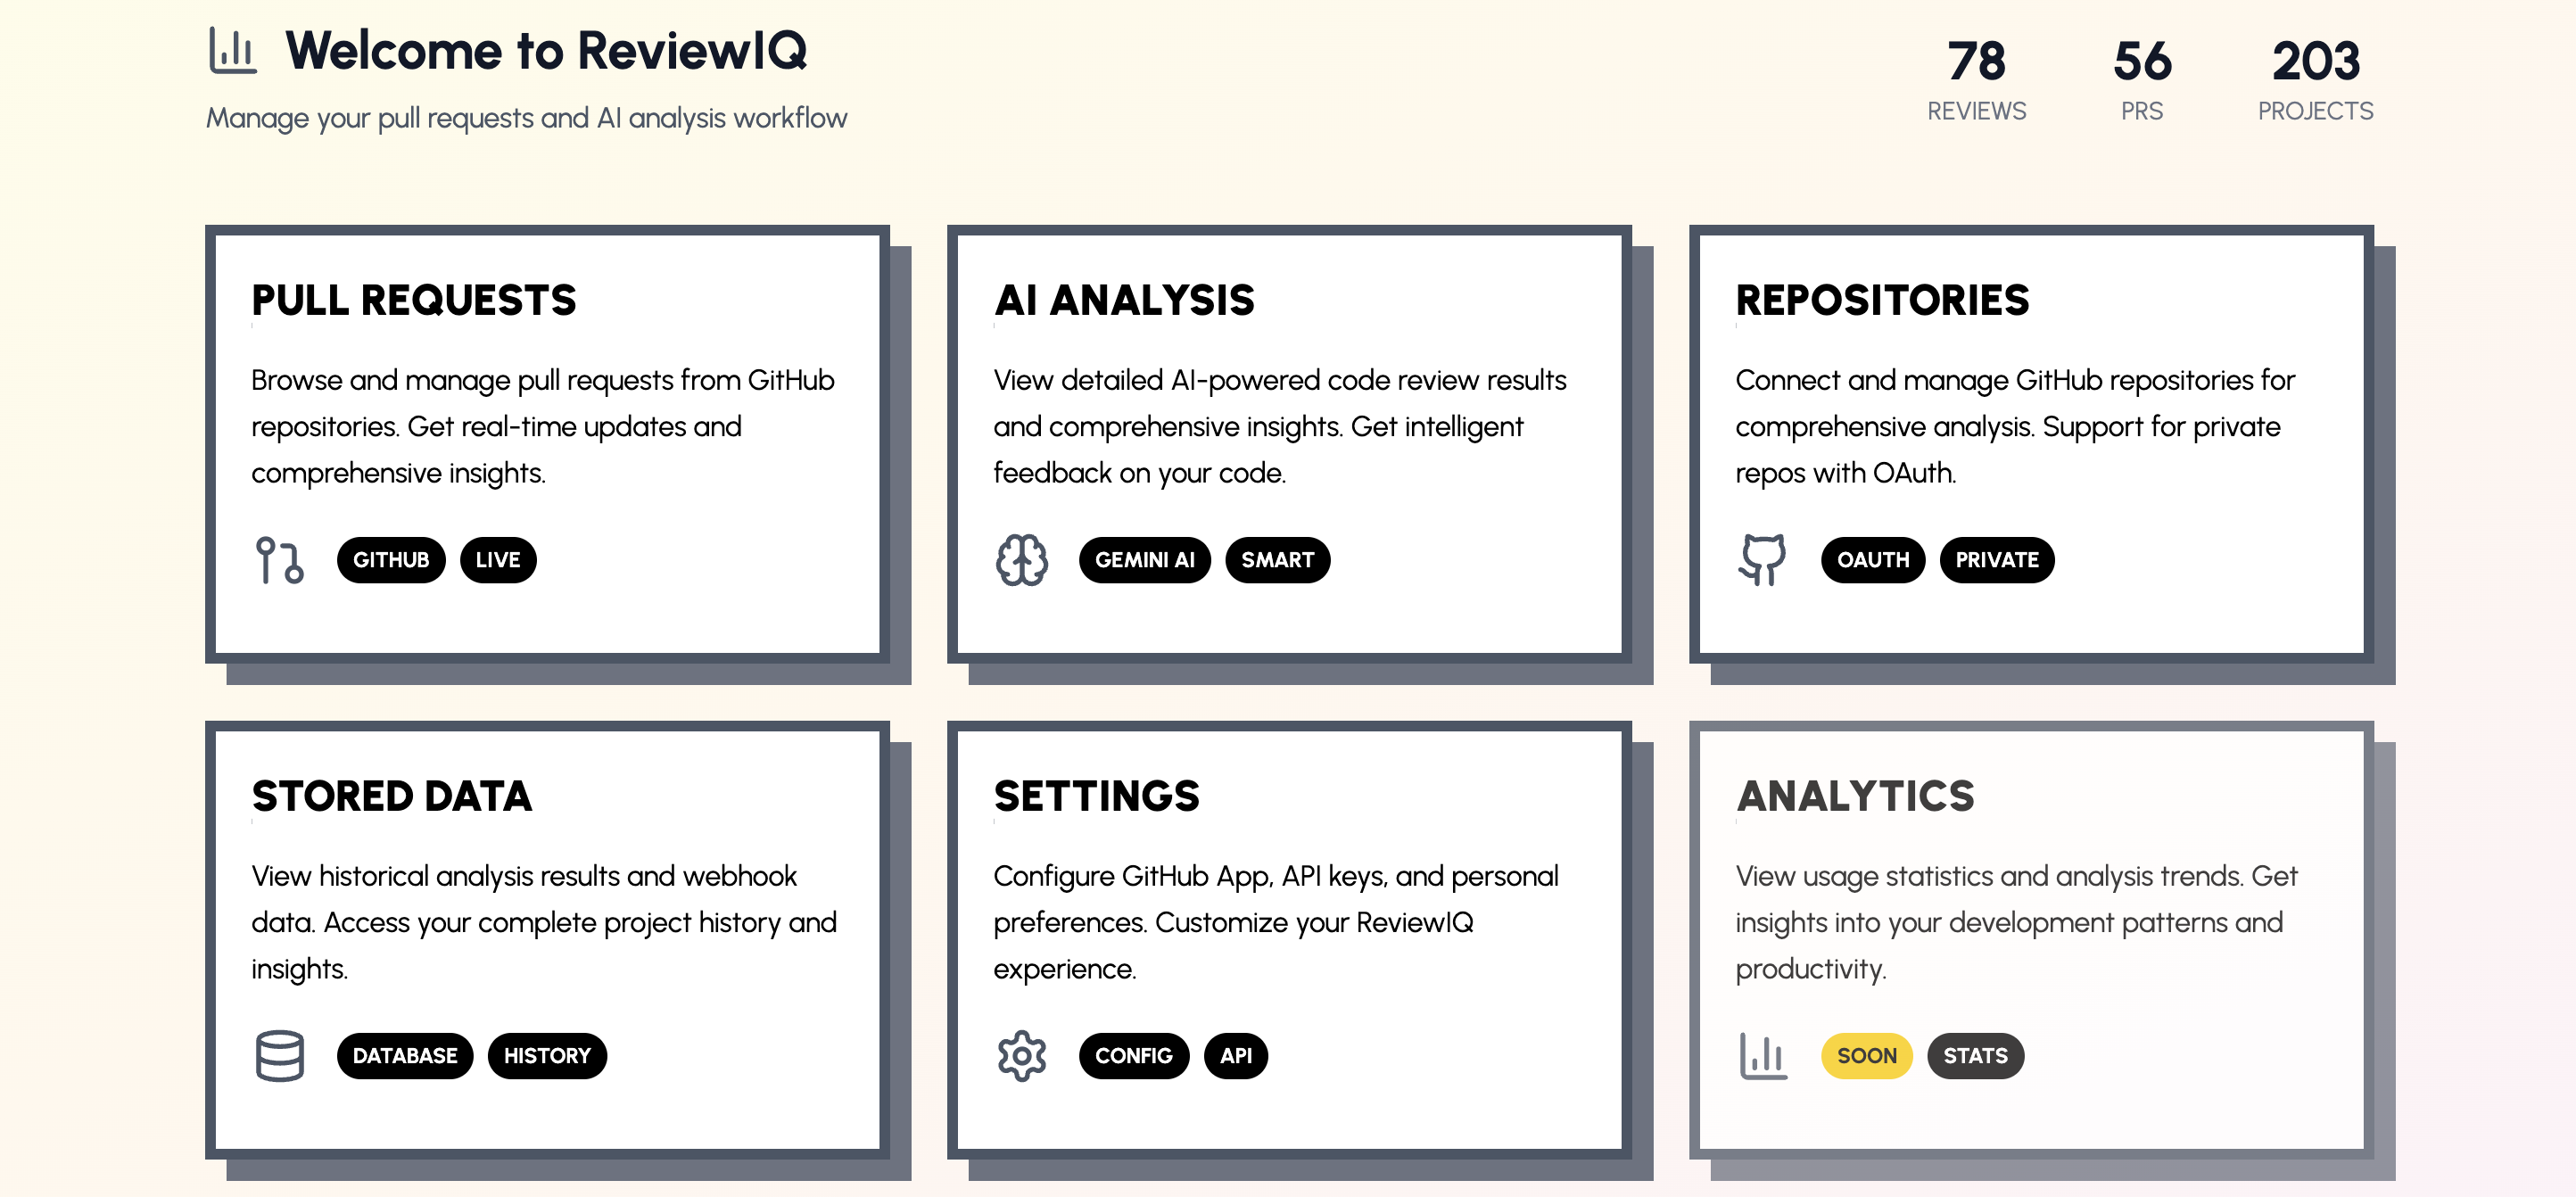 Welcome to ReviewIQ
Manage your pull requests and AI analysis workflow
78
REVIEWS
56
PRS
203
PROJECTS
PULL REQUESTS
Browse and manage pull requests from GitHub
repositories. Get real-time updates and
comprehensive insights.
GITHUB
LIVE
AI ANALYSIS
View detailed AI-powered code review results
and comprehensive insights. Get intelligent
feedback on your code.
GEMINI AI
SMART
REPOSITORIES
Connect and manage GitHub repositories for
comprehensive analysis. Support for private
repos with OAuth.
OAUTH
PRIVATE
STORED DATA
View historical analysis results and webhook
data. Access your complete project history and
insights.
DATABASE
HISTORY
SETTINGS
Configure GitHub App, API keys, and personal
preferences. Customize your ReviewIQ
experience.
CONFIG
API
ANALYTICS
View usage statistics and analysis trends. Get
insights into your development patterns and
productivity.
SOON
STATS